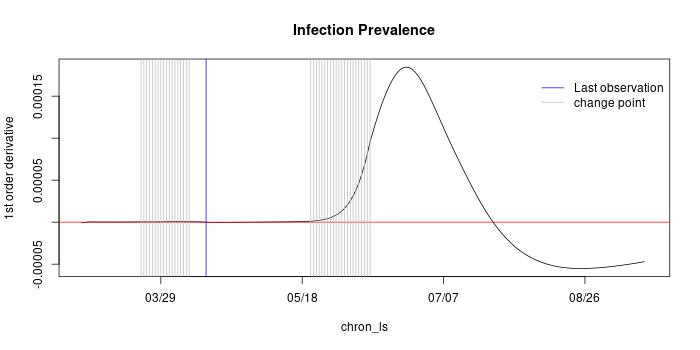 Infection Prevalence
1st order derivative
0.00015
0.00005
-0.00005
Last observation
change point
03/29 05/18 07/07 08/26
chron_ls